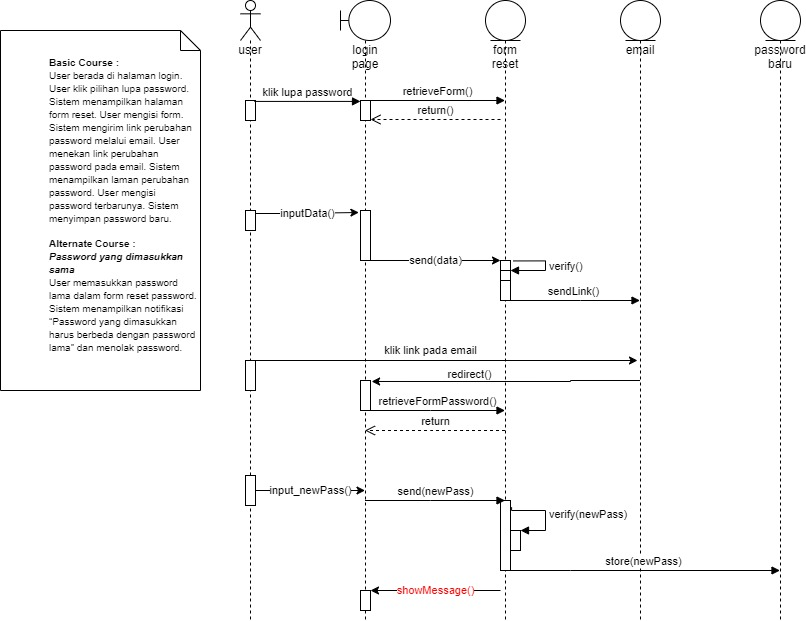 user
login
page
form
reset
email
password
baru
Basic Course :
User berada di halaman login.
User klik pilihan lupa password.
Sistem menampilkan halaman
form reset. User mengisi form.
Sistem mengirim link perubahan
password melalui email. User
menekan link perubahan
password pada email. Sistem
menampilkan laman perubahan
password. User mengisi
password terbarunya. Sistem
menyimpan password baru.
Alternate Course :
Password yang dimasukkan
sama
User memasukkan password
lama dalam form reset password.
Sistem menampilkan notifikasi
"Password yang dimasukkan
harus berbeda dengan password
lama" dan menolak password.
klik lupa password
retrieveForm()
return()
inputData()
send(data)
verify()
sendLink()
klik link pada email
redirect()
retrieveFormPassword()
return
input_newPass()
send(newPass)
verify(newPass)
store(newPass)
showMessage()